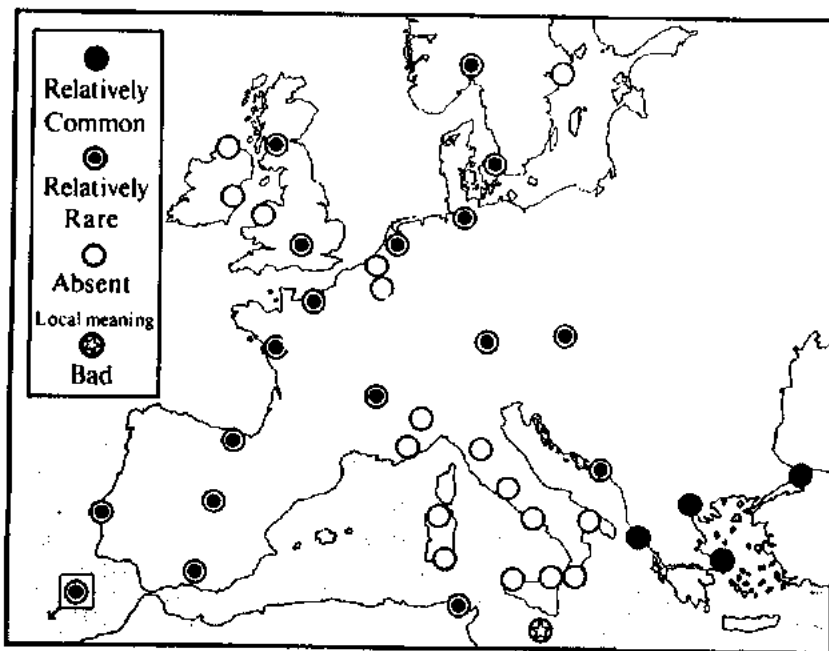 Relatively
Common
Relatively
Rare
Absent
Local meaning
Bad